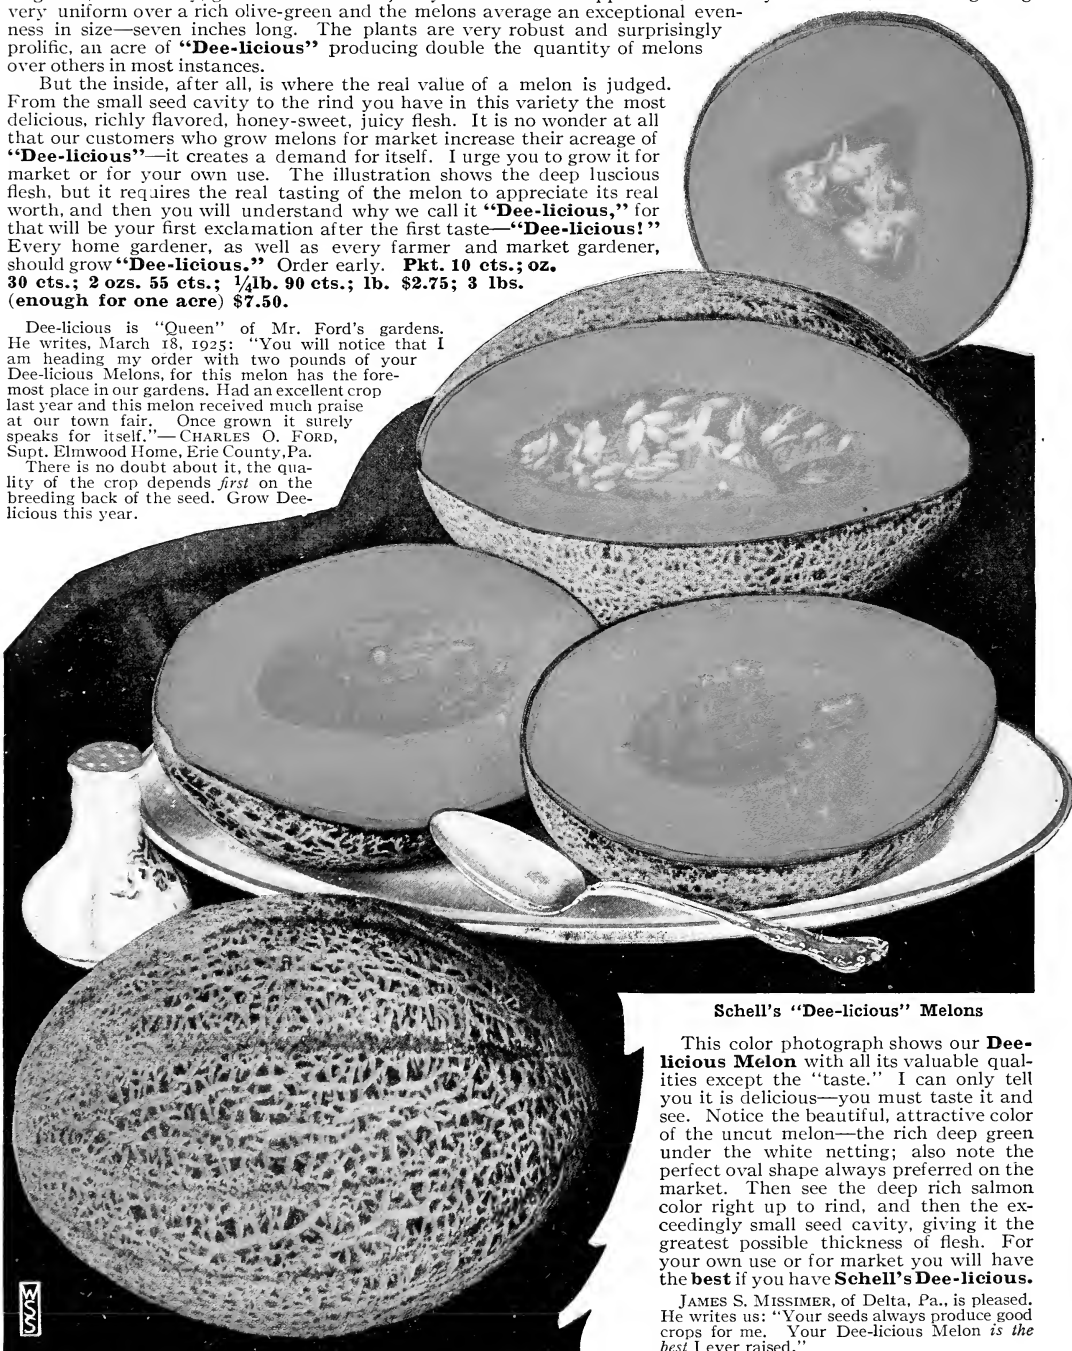 very uniform over a rich olive-green and the melons average an exceptional even-
ness in size—seven inches long. The plants are very robust and surprisingly
prolific, an acre of “Dee-licious” producing double the quantity of melons
over others in most instances.
But the inside, after all, is where the real value of a melon is judged.
From the small seed cavity to the rind you have in this variety the most
delicious, richly flavored, honey-sweet, juicy flesh. It is no wonder at all
that our customers who grow melons for market increase their acreage of
“Dee-licious”—it creates a demand for itself. I urge you to grow it for
market or for your own use. The illustration shows the deep luscious
flesh, but it requires the real tasting of the melon to appreciate its real
worth, and then you will understand why we call it “Dee-licious,” for
that will be your first exclamation after the first taste—“Dee-licious!”
Every home gardener, as well as every farmer and market gardener,
should grow “Dee-licious.” Order early. Pkt. 10 cts.; oz.
30 cts.; 2 ozs. 55 cts.; ¼lb. 90 cts.; lb. $2.75; 3 lbs.
(enough for one acre) $7.50.
Dee-licious is “Queen” of Mr. Ford's gardens.
He writes, March 18, 1925: “You will notice that I
am heading my order with two pounds of your
Dee-licious Melons, for this melon has the fore-
most place in our gardens. Had an excellent crop
last year and this melon received much praise
at our town fair. Once grown it surely
speaks for itself.”—CHARLES O. FORD,
Supt. Elmwood Home, Erie County, Pa.
There is no doubt about it, the qua-
lity of the crop depends first on the
breeding back of the seed. Grow Dee-
licious this year.
Schell's “Dee-licious” Melons
This color photograph shows our Dee-
licious Melon with all its valuable qual-
ities except the “taste.” I can only tell
you it is delicious—you must taste it and
see. Notice the beautiful, attractive color
of the uncut melon—the rich deep green
under the white netting; also note the
perfect oval shape always preferred on the
market. Then see the deep rich salmon
color right up to rind, and then the ex-
ceedingly small seed cavity, giving it the
greatest possible thickness of flesh. For
your own use or for market you will have
the best if you have Schell's Dee-licious.
JAMES S. MISSIMER, of Delta, Pa., is pleased.
He writes us: “Your seeds always produce good
crops for me. Your Dee-licious Melon is the
best I ever raised.”
WSS